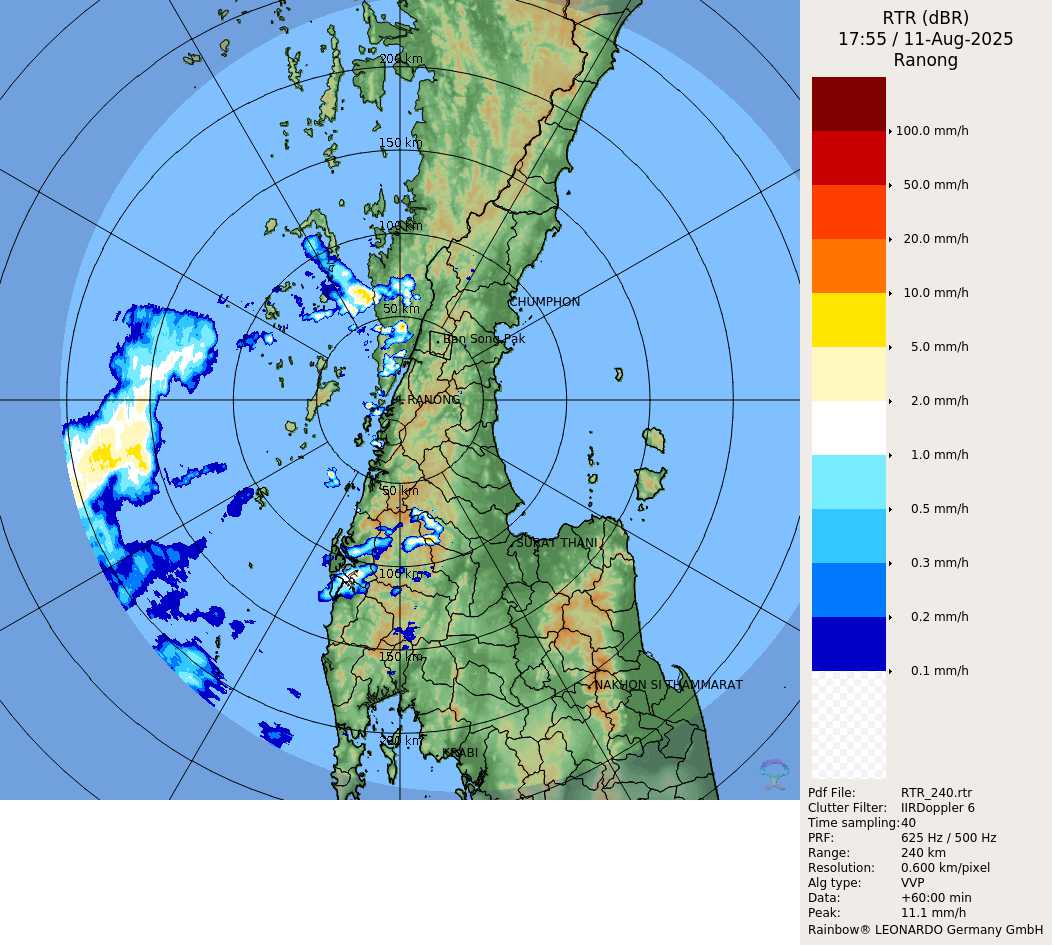 RTR (dBR)
17:55 / 11-Aug-2025
Ranong
200 km
150 km
100 km
50 km
CHUMPHON
Ban Song Pak
RANONG
50 km
SURAT THANI
100 km
150 km
NAKHON SI THAMMARAT
200 km
KRABI
100.0 mm/h
50.0 mm/h
20.0 mm/h
10.0 mm/h
5.0 mm/h
2.0 mm/h
1.0 mm/h
0.5 mm/h
0.3 mm/h
0.2 mm/h
0.1 mm/h
Pdf File: RTR_240.rtr
Clutter Filter: IIRDoppler 6
Time sampling:40
PRF: 625 Hz / 500 Hz
Range: 240 km
Resolution: 0.600 km/pixel
Alg type: VVP
Data: +60:00 min
Peak: 11.1 mm/h
Rainbow® LEONARDO Germany GmbH